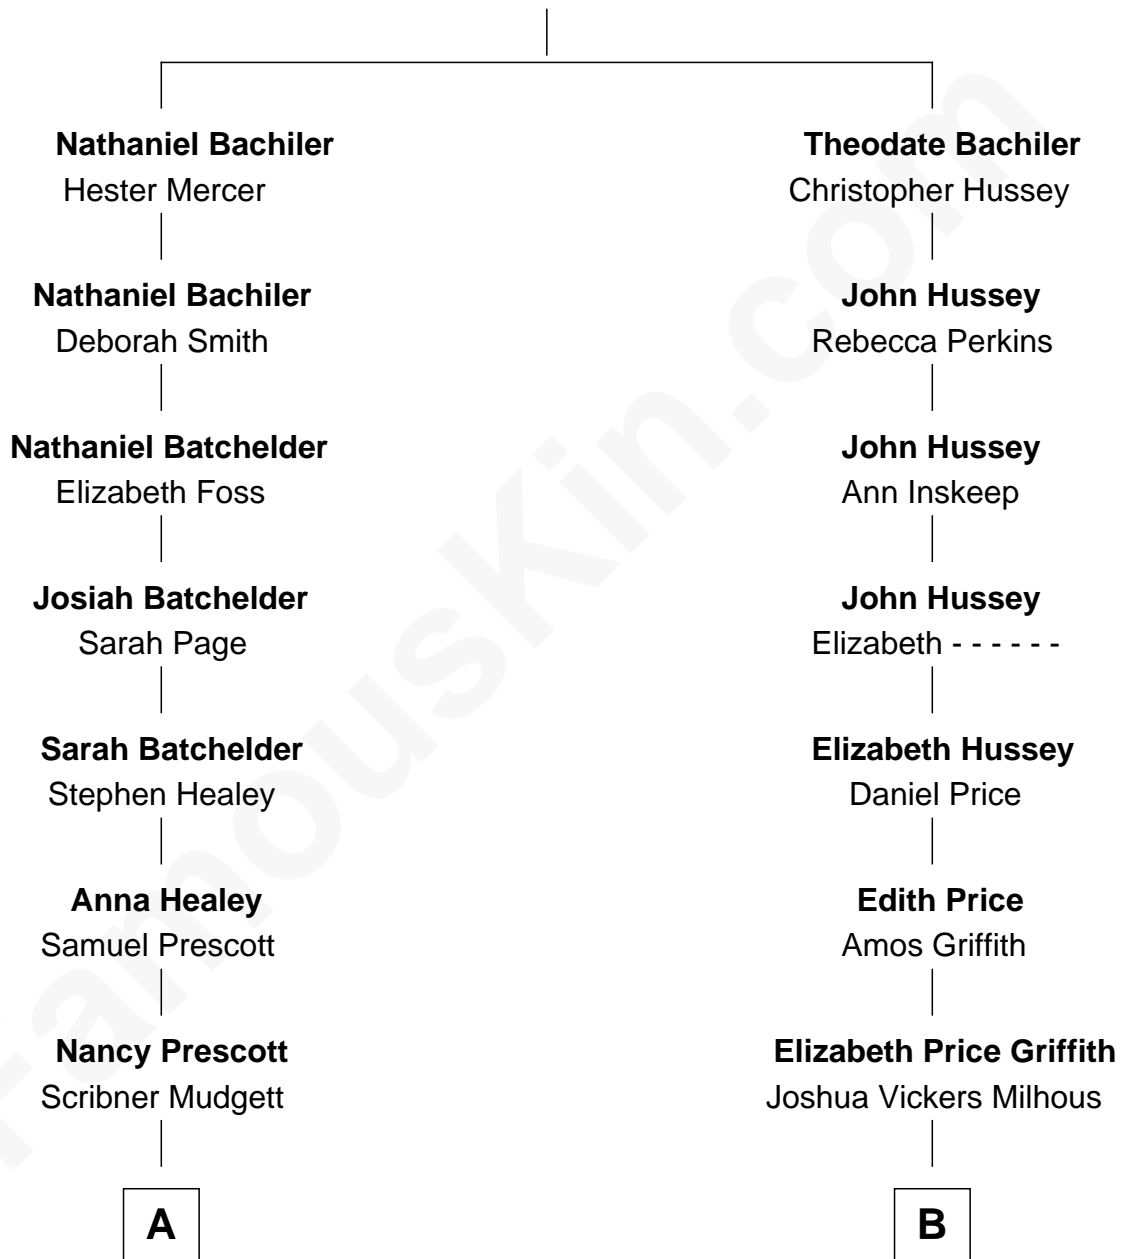 Nathaniel Bachiler
Hester Mercer
Nathaniel Bachiler
Deborah Smith
Nathaniel Batchelder
Elizabeth Foss
Josiah Batchelder
Sarah Page
Sarah Batchelder
Stephen Healey
Anna Healey
Samuel Prescott
Nancy Prescott
Scribner Mudgett
A
Theodate Bachiler
Christopher Hussey
John Hussey
Rebecca Perkins
John Hussey
Ann Inskeep
John Hussey
Elizabeth - - - - - -
Elizabeth Hussey
Daniel Price
Edith Price
Amos Griffith
Elizabeth Price Griffith
Joshua Vickers Milhous
B
FamousKin.com